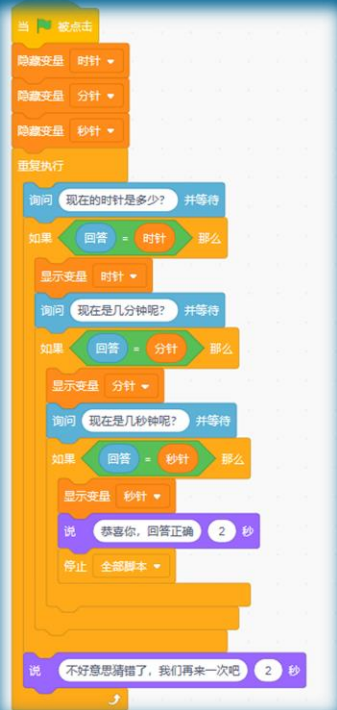 当 被点击
隐藏变量 时针
隐藏变量 分针
隐藏变量 秒针
重复执行
询问 现在的时针是多少？ 并等待
如果 回答 = 时针 那么
显示变量 时针
询问 现在是几分钟呢？ 并等待
如果 回答 = 分针 那么
显示变量 分针
询问 现在是几秒钟呢？ 并等待
如果 回答 = 秒针 那么
显示变量 秒针
说 恭喜你，回答正确 2 秒
停止 全部脚本
说 不好意思猜错了，我们再来一次吧 2 秒